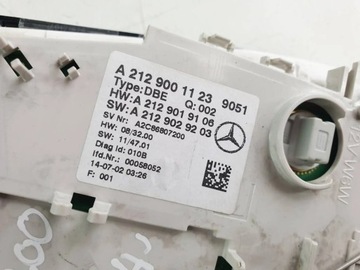 A 212 900 11 23 9051
Type:DBE Q: 002
HW:A 212 901 91 06
SW:A 212 902 92 03
SV Nr.: A2C86807200
HW: 08/32.00
SW: 11/47.01
Diag id: 010B
lfd.Nr.: 00058052
14-07-02 03:26
F: 001